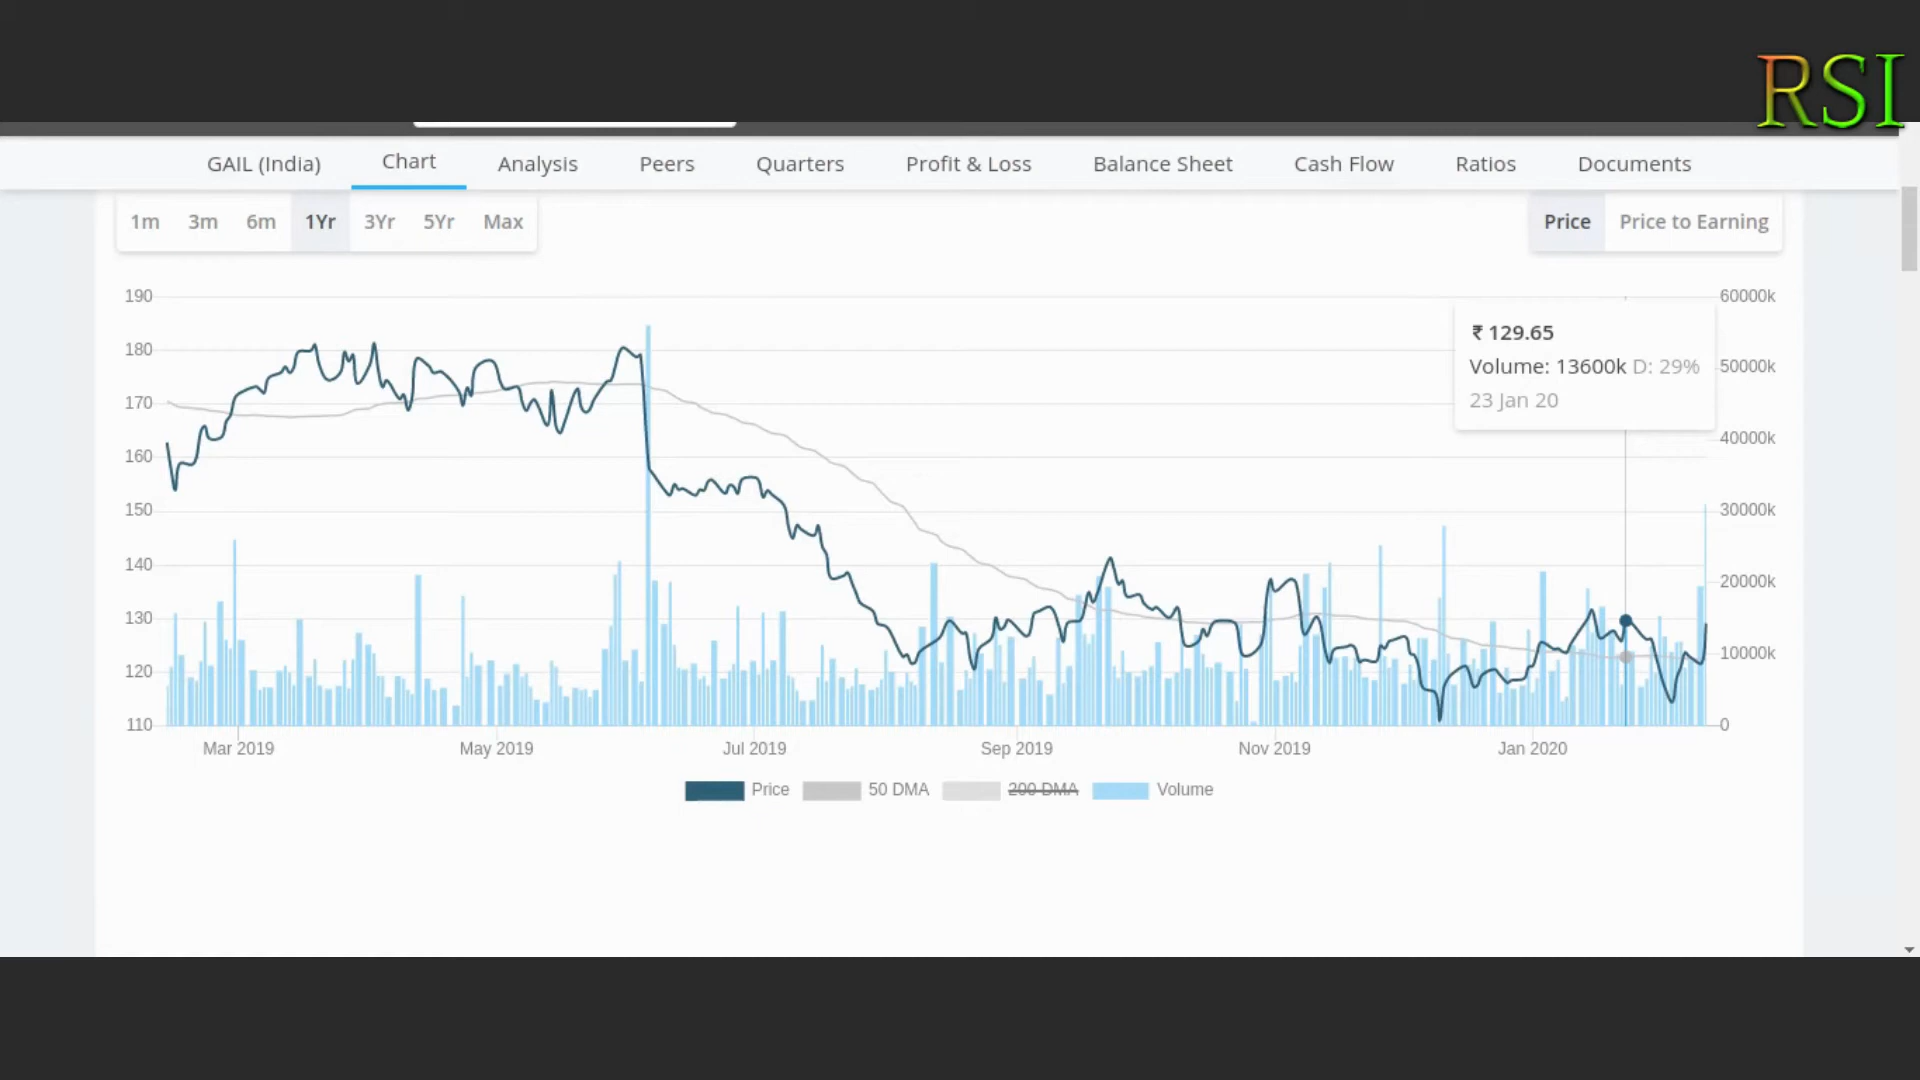 RSI
GAIL (India) Chart Analysis Peers Quarters Profit & Loss Balance Sheet Cash Flow Ratios Documents
1m 3m 6m 1Yr 3Yr 5Yr Max Price Price to Earning
190 60000k
₹ 129.65
180
Volume: 13600k D: 29% 50000k
170 23 Jan 20
40000k
160
150 30000k
140
20000k
130
10000k
120
110 0
Mar 2019 May 2019 Jul 2019 Sep 2019 Nov 2019 Jan 2020
Price 50 DMA 200 DMA Volume